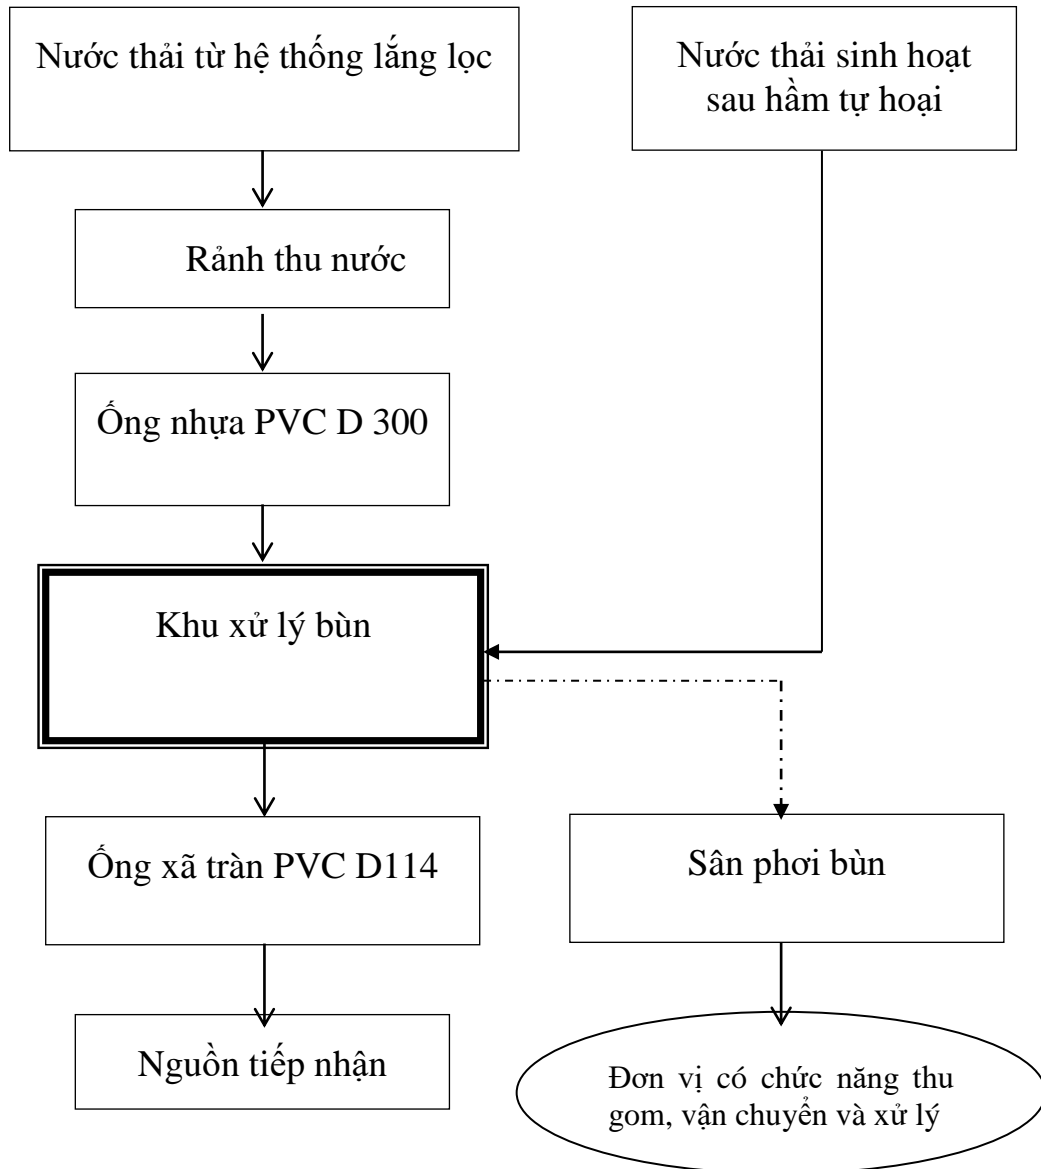 Nước thải từ hệ thống lắng lọc
Nước thải sinh hoạt
sau hầm tự hoại
Rảnh thu nước
Ống nhựa PVC D 300
Khu xử lý bùn
Ống xã tràn PVC D114
Sân phơi bùn
Nguồn tiếp nhận
Đơn vị có chức năng thu
gom, vận chuyển và xử lý